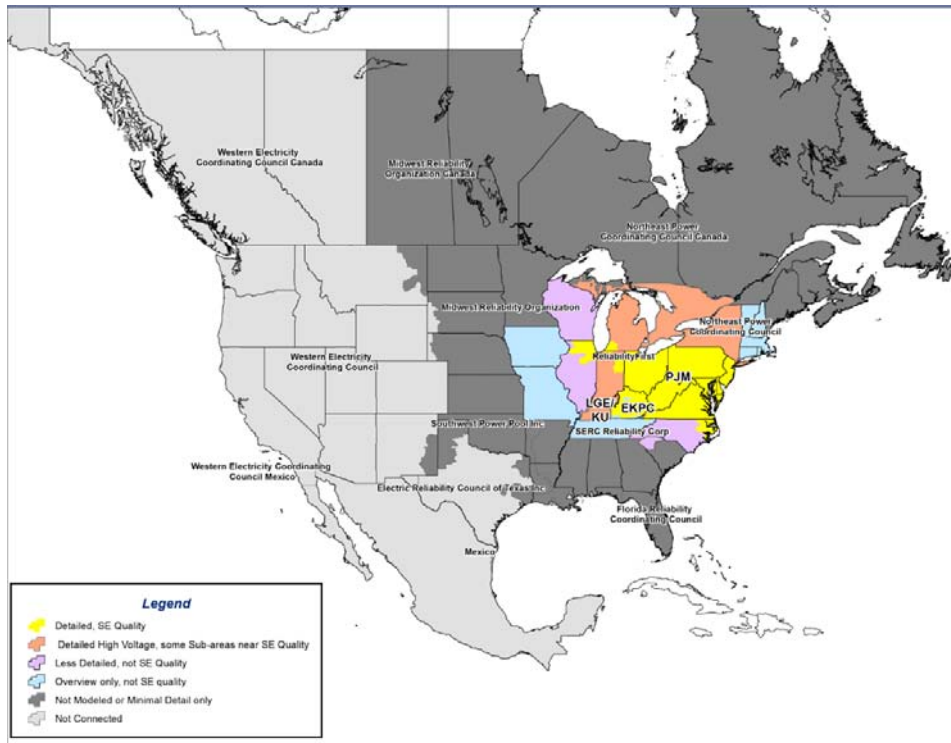 Western Electricity
Coordinating Council Canada
Midwest Reliability
Organization Canada
Northeast Power
Coordinating Council Canada
Midwest Reliability Organization
Northeast Power
Coordinating Council
ReliabilityFirst
Western Electricity
Coordinating Council
PJM
LGE/
KU
EKPC
Southwest Power Pool Inc
SERC Reliability Corp
Western Electricity Coordinating
Council Mexico
Electric Reliability Council of Texas Inc
Florida Reliability
Coordinating Council
Mexico
Legend
Detailed, SE Quality
Detailed High Voltage, some Sub-areas near SE Quality
Less Detailed, not SE Quality
Overview only, not SE quality
Not Modeled or Minimal Detail only
Not Connected